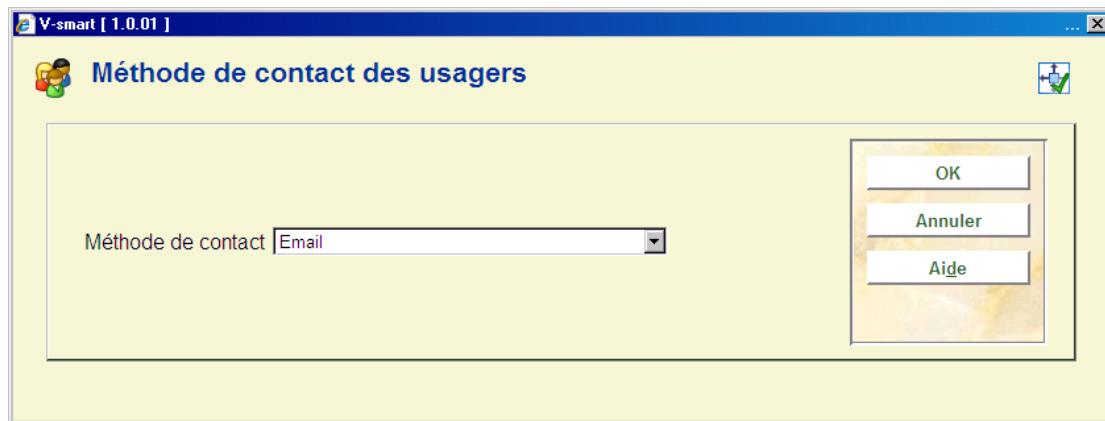 V-smart [ 1.0.01 ]
...
Méthode de contact des usagers
OK
Méthode de contact Email
Annuler
Aide